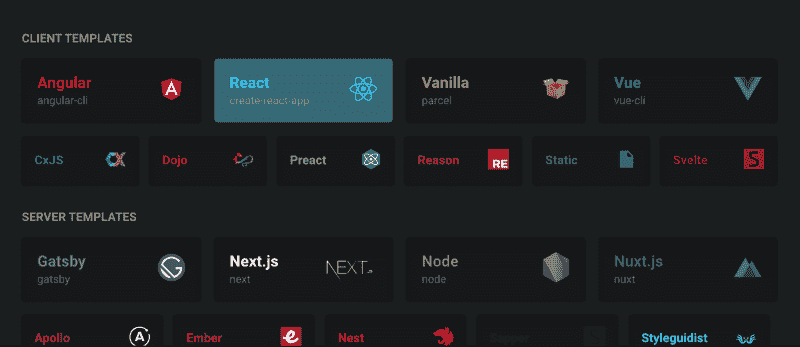 CLIENT TEMPLATES
Angular
angular-cli
React
create-react-app
Vanilla
parcel
Vue
vue-cli
CxJS
CX
Dojo
Preact
Reason
RE
Static
Svelte
SERVER TEMPLATES
Gatsby
gatsby
Next.js
next
NEXT.js
Node
node
Nuxt.js
nuxt
Apollo
Ember
Nest
Styleguidist